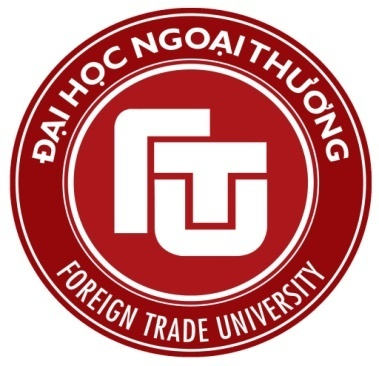 ĐẠI HỌC NGOẠI THƯƠNG
FTU
FOREIGN TRADE UNIVERSITY